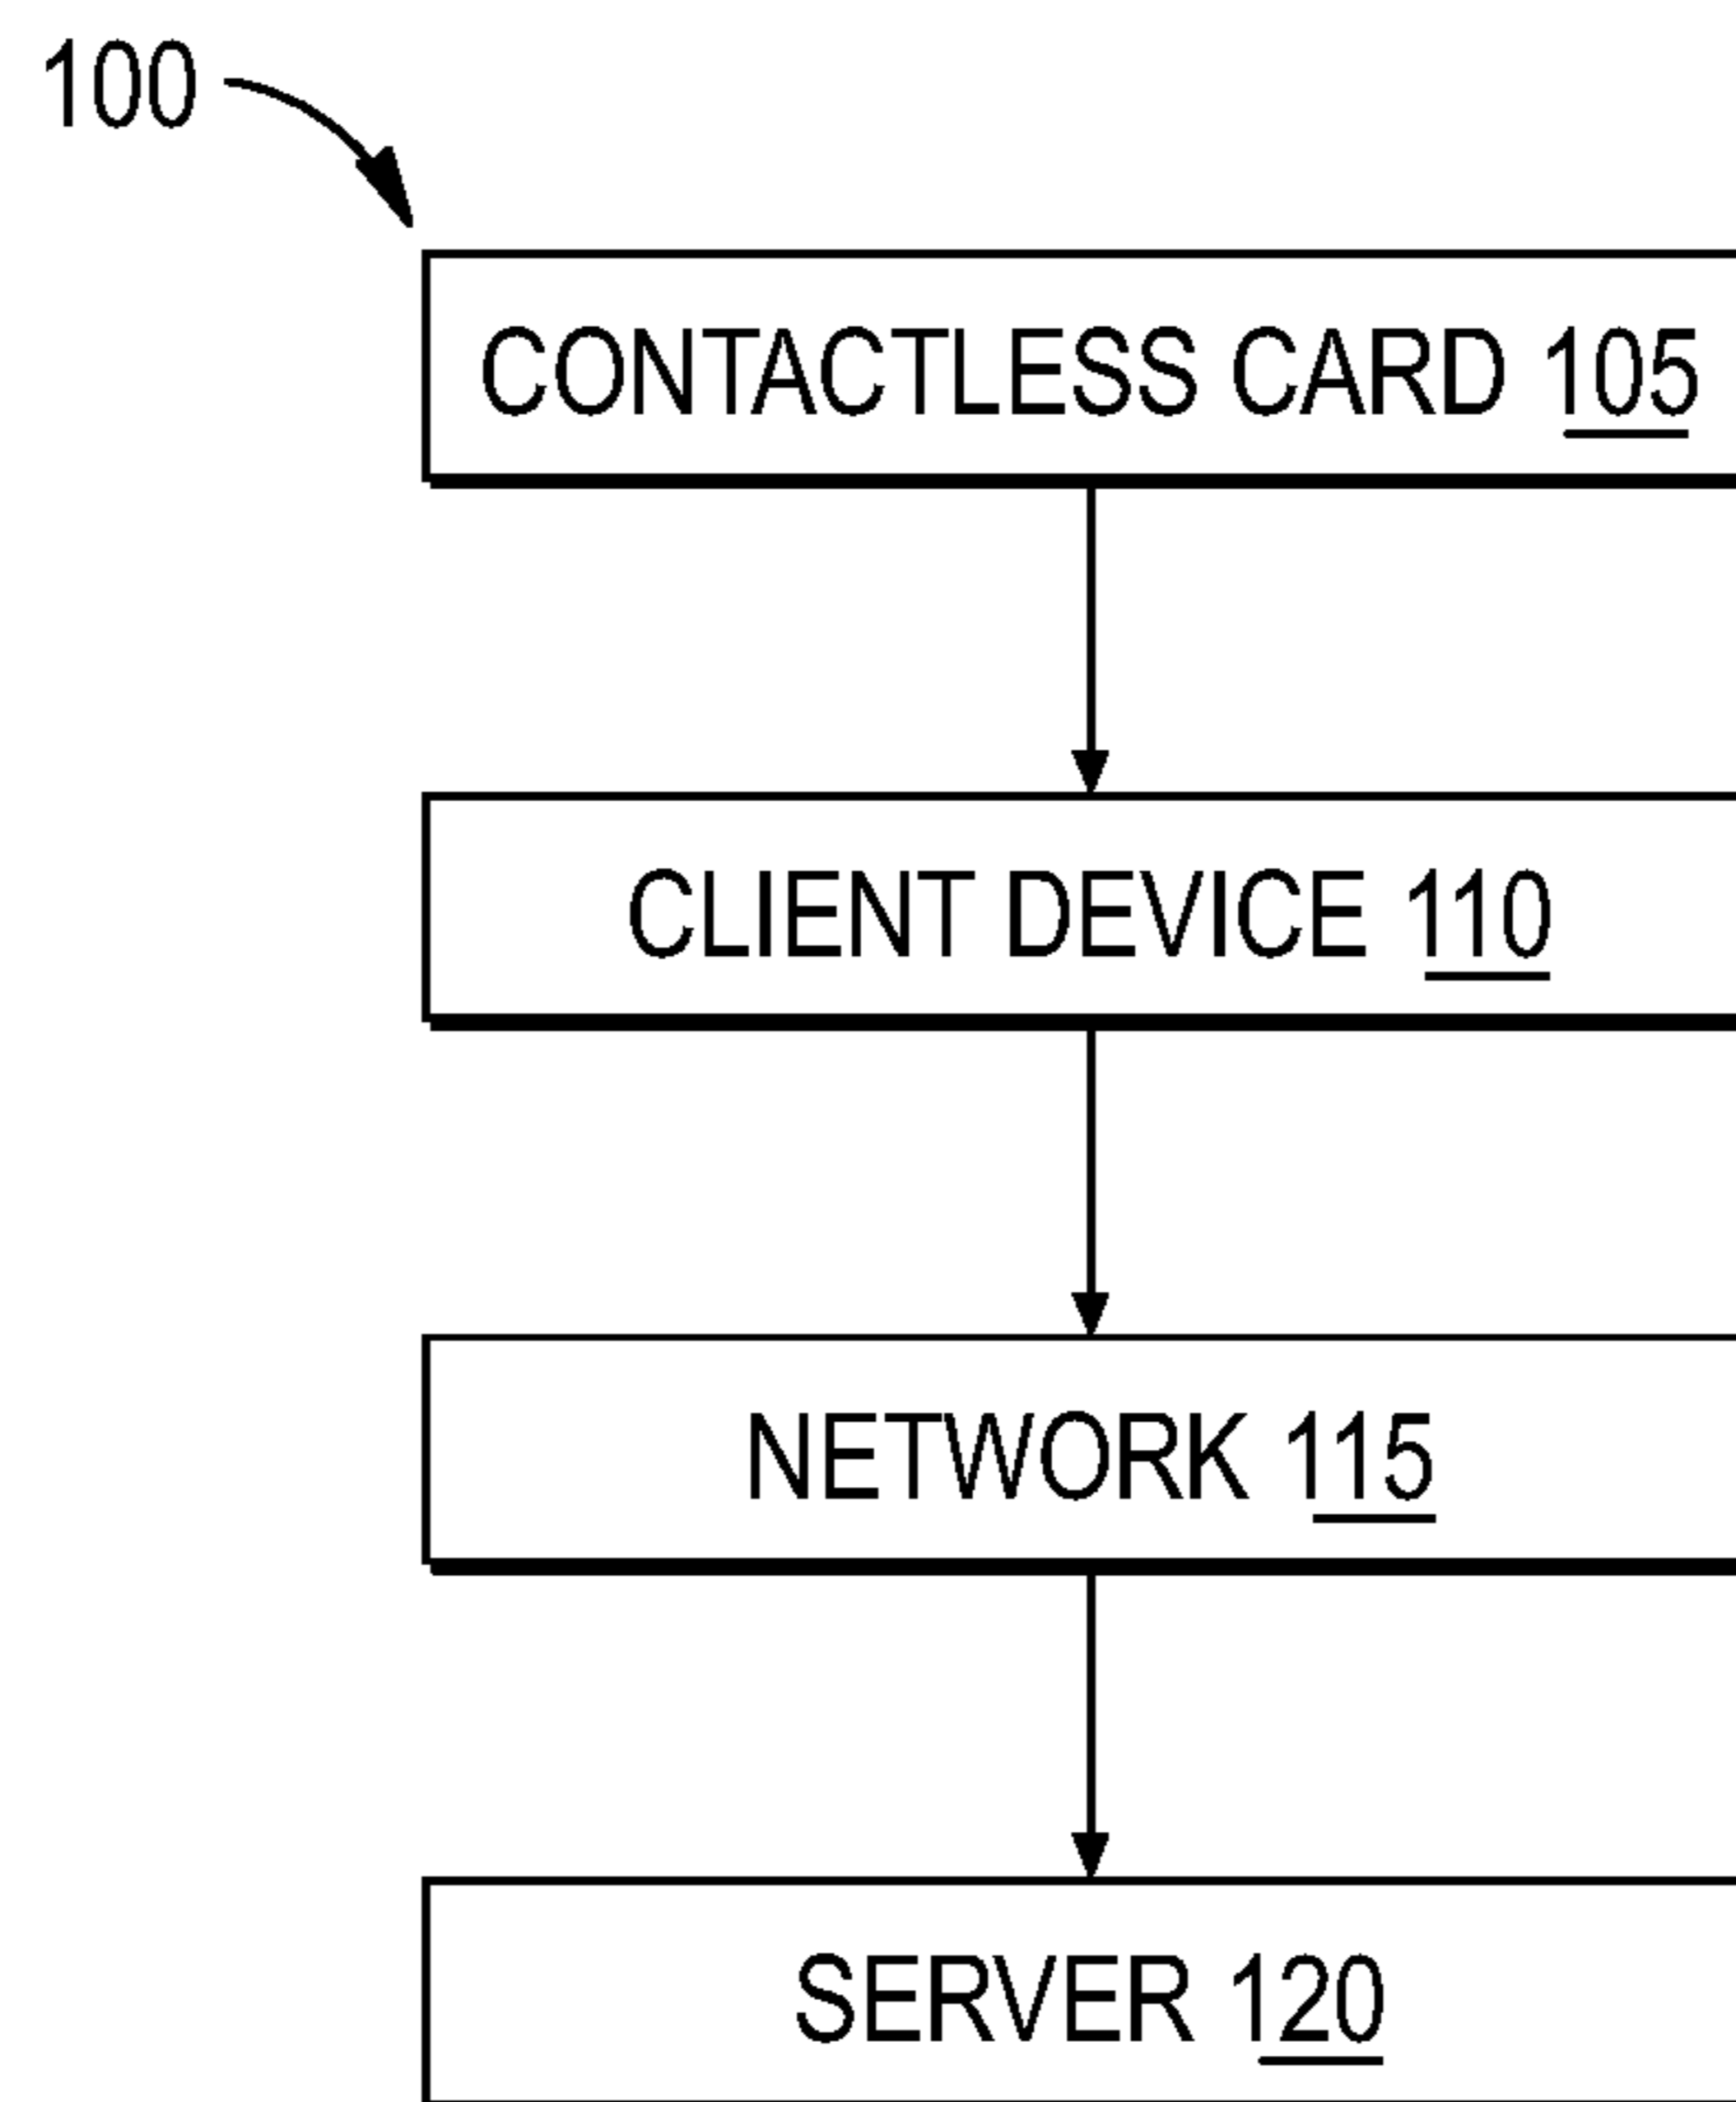 100
CONTACTLESS CARD 105
CLIENT DEVICE 110
NETWORK 115
SERVER 120